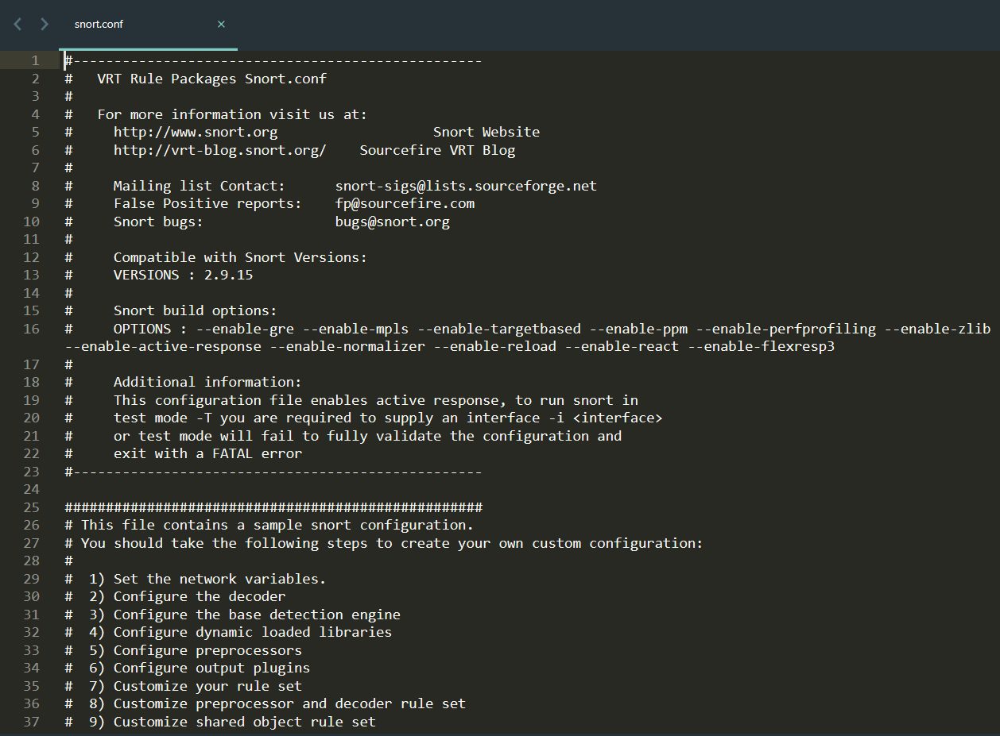 snort.conf
1 #--------------------------------------------------
2 #   VRT Rule Packages Snort.conf
3 #
4 #   For more information visit us at:
5 #     http://www.snort.org                   Snort Website
6 #     http://vrt-blog.snort.org/    Sourcefire VRT Blog
7 #
8 #     Mailing list Contact:      snort-sigs@lists.sourceforge.net
9 #     False Positive reports:    fp@sourcefire.com
10 #     Snort bugs:                bugs@snort.org
11 #
12 #     Compatible with Snort Versions:
13 #     VERSIONS : 2.9.15
14 #
15 #     Snort build options:
16 #     OPTIONS : --enable-gre --enable-mpls --enable-targetbased --enable-ppm --enable-perfprofiling --enable-zlib
--enable-active-response --enable-normalizer --enable-reload --enable-react --enable-flexresp3
17 #
18 #     Additional information:
19 #     This configuration file enables active response, to run snort in
20 #     test mode -T you are required to supply an interface -i <interface>
21 #     or test mode will fail to fully validate the configuration and
22 #     exit with a FATAL error
23 #--------------------------------------------------
24
25 ###################################################
26 # This file contains a sample snort configuration.
27 # You should take the following steps to create your own custom configuration:
28 #
29 #  1) Set the network variables.
30 #  2) Configure the decoder
31 #  3) Configure the base detection engine
32 #  4) Configure dynamic loaded libraries
33 #  5) Configure preprocessors
34 #  6) Configure output plugins
35 #  7) Customize your rule set
36 #  8) Customize preprocessor and decoder rule set
37 #  9) Customize shared object rule set